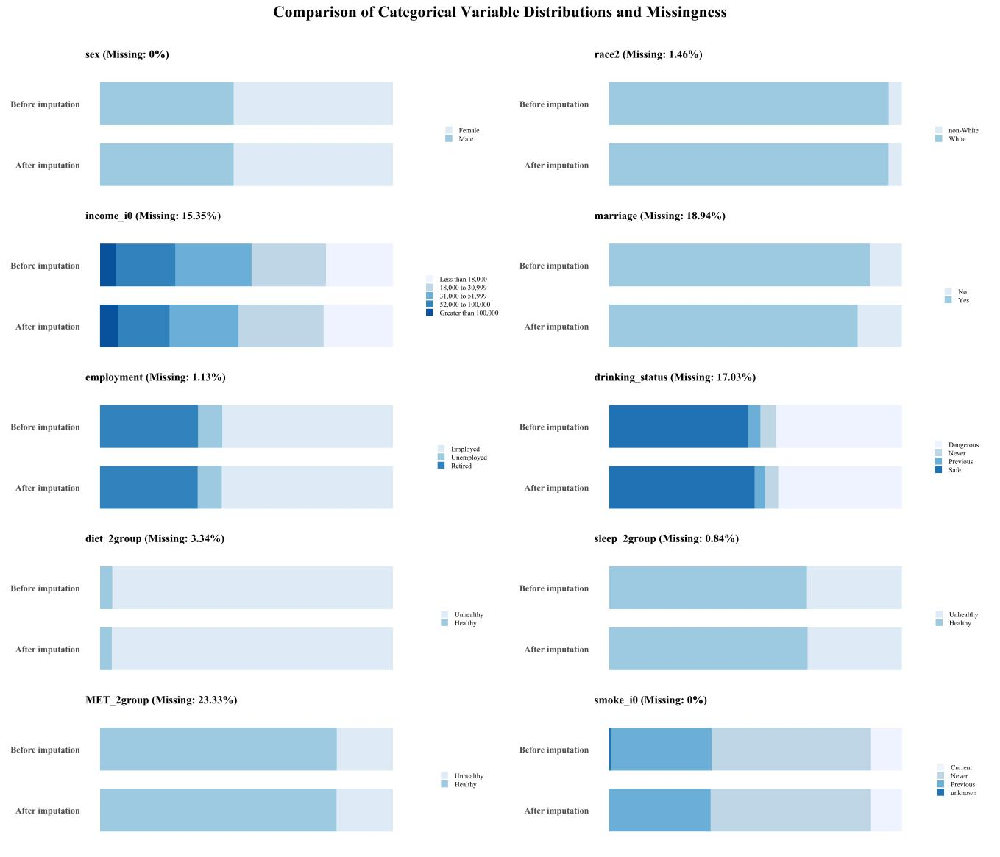 Comparison of Categorical Variable Distributions and Missingness
sex (Missing: 0%)
Before imputation
After imputation
Female
Male
race2 (Missing: 1.46%)
Before imputation
After imputation
non-White
White
income_i0 (Missing: 15.35%)
Before imputation
After imputation
Less than 18,000
18,000 to 30,999
31,000 to 51,999
52,000 to 100,000
Greater than 100,000
marriage (Missing: 18.94%)
Before imputation
After imputation
No
Yes
employment (Missing: 1.13%)
Before imputation
After imputation
Employed
Unemployed
Retired
drinking_status (Missing: 17.03%)
Before imputation
After imputation
Dangerous
Never
Previous
Safe
diet_2group (Missing: 3.34%)
Before imputation
After imputation
Unhealthy
Healthy
sleep_2group (Missing: 0.84%)
Before imputation
After imputation
Unhealthy
Healthy
MET_2group (Missing: 23.33%)
Before imputation
After imputation
Unhealthy
Healthy
smoke_i0 (Missing: 0%)
Before imputation
After imputation
Current
Never
Previous
unknown